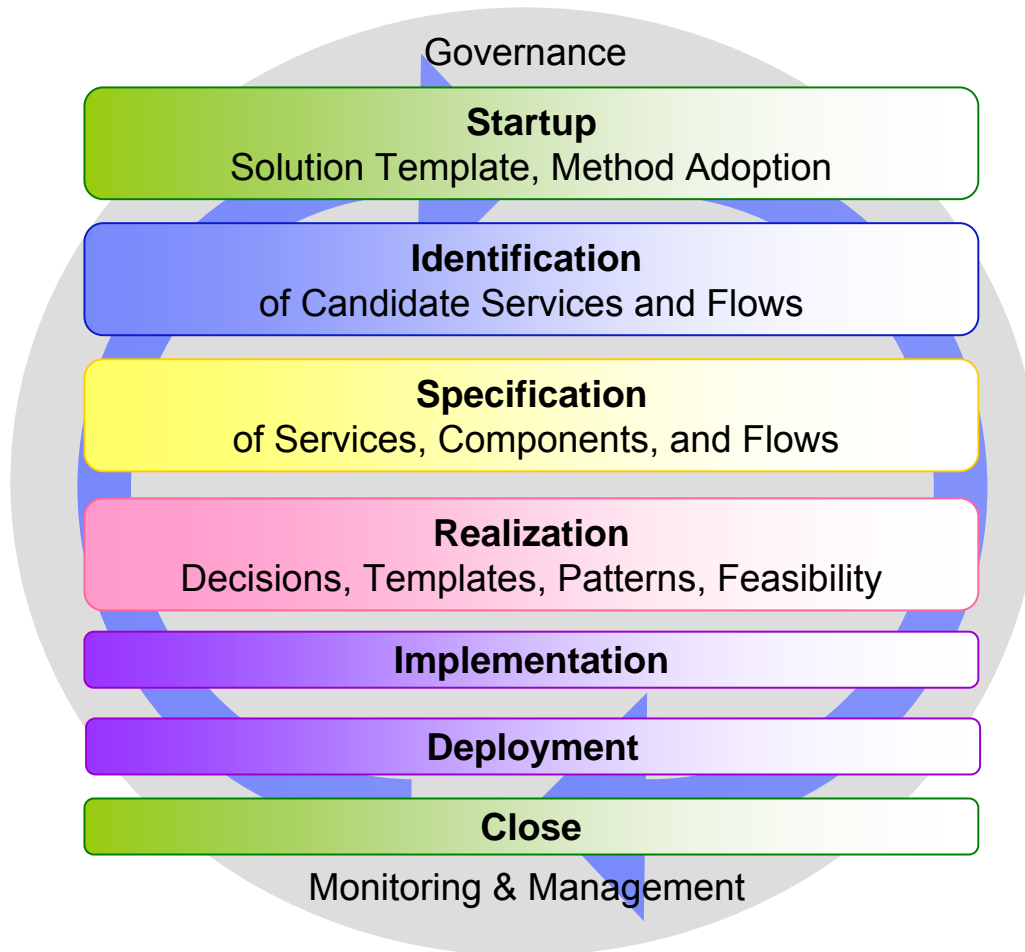 Governance
Startup
Solution Template, Method Adoption
Identification
of Candidate Services and Flows
Specification
of Services, Components, and Flows
Realization
Decisions, Templates, Patterns, Feasibility
Implementation
Deployment
Close
Monitoring & Management